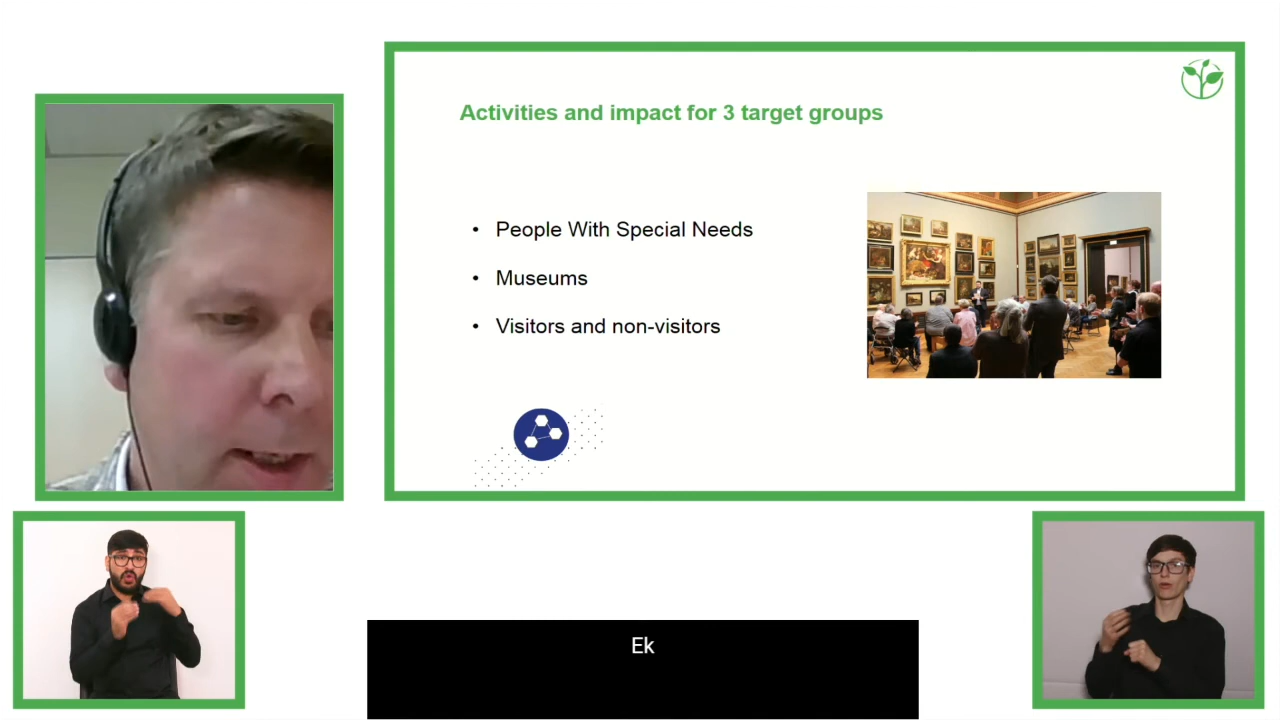 Activities and impact for 3 target groups
• People With Special Needs
• Museums
• Visitors and non-visitors
Ek